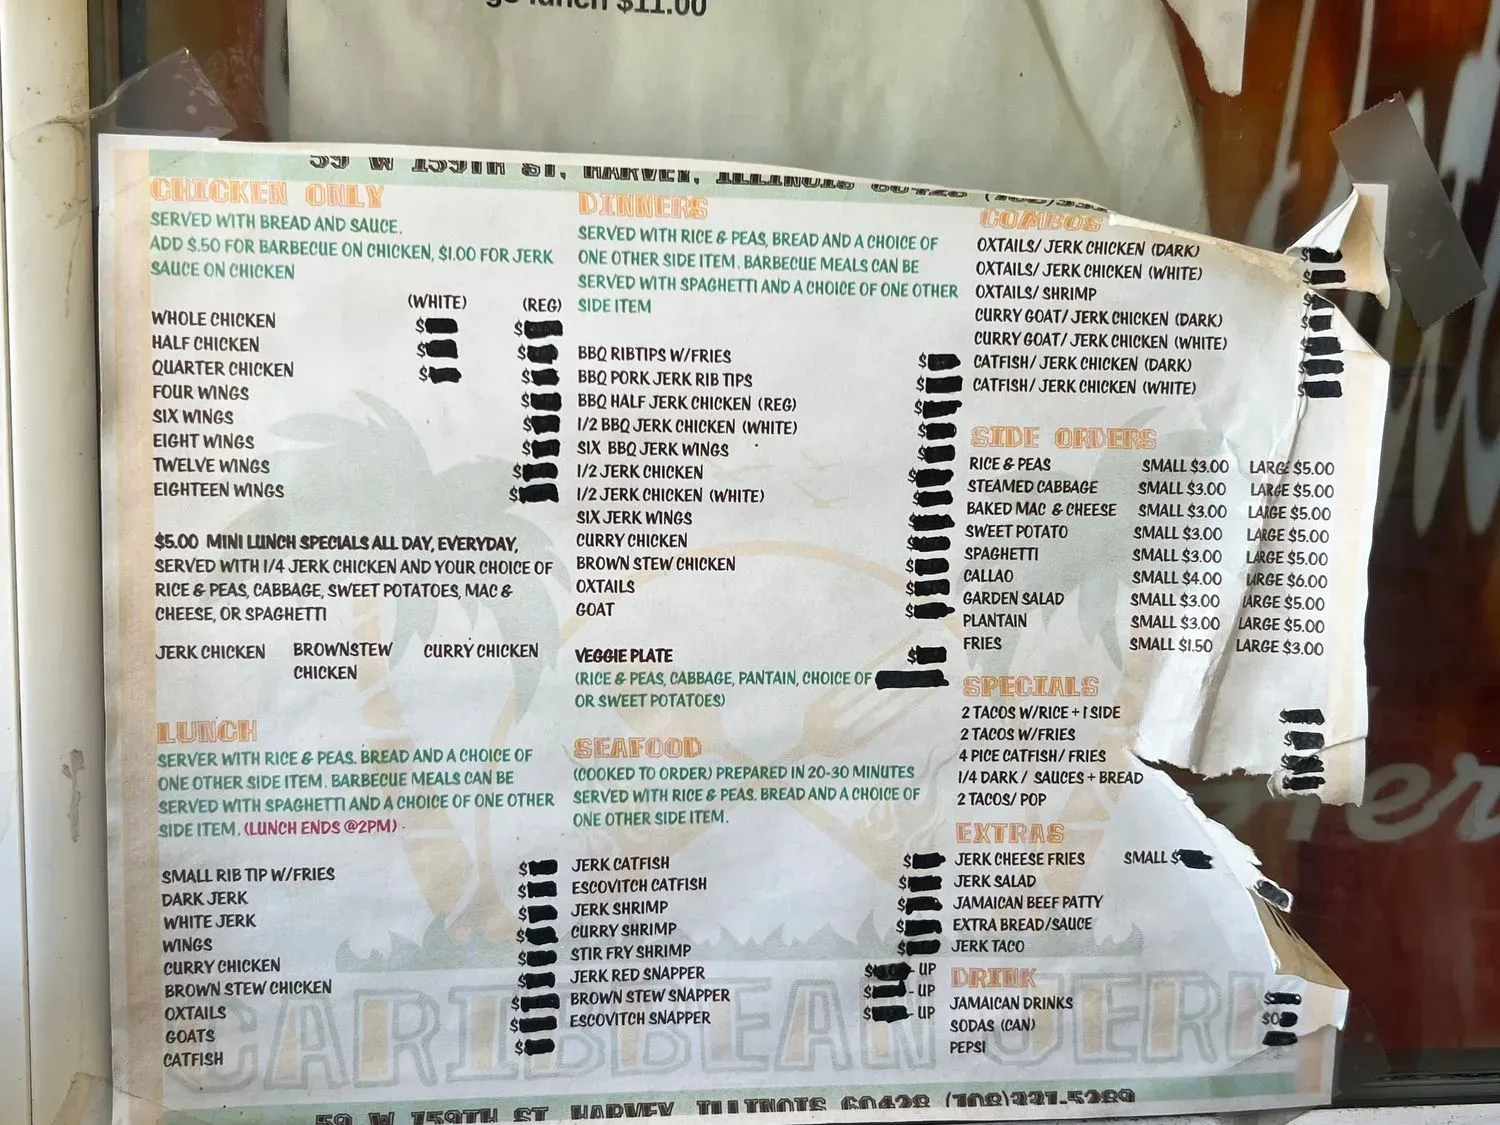 lunch $11.00
59 W 159TH ST, HARVEY, ILLINOIS 60428
CHICKEN ONLY
SERVED WITH BREAD AND SAUCE.
ADD $.50 FOR BARBECUE ON CHICKEN, $1.00 FOR JERK
SAUCE ON CHICKEN
(WHITE) (REG)
WHOLE CHICKEN $ $
HALF CHICKEN $ $
QUARTER CHICKEN $ $
FOUR WINGS $
SIX WINGS $
EIGHT WINGS $
TWELVE WINGS $
EIGHTEEN WINGS $
$5.00 MINI LUNCH SPECIALS ALL DAY, EVERYDAY,
SERVED WITH 1/4 JERK CHICKEN AND YOUR CHOICE OF
RICE & PEAS, CABBAGE, SWEET POTATOES, MAC &
CHEESE, OR SPAGHETTI
JERK CHICKEN BROWNSTEW CURRY CHICKEN
CHICKEN
LUNCH
SERVER WITH RICE & PEAS. BREAD AND A CHOICE OF
ONE OTHER SIDE ITEM. BARBECUE MEALS CAN BE
SERVED WITH SPAGHETTI AND A CHOICE OF ONE OTHER
SIDE ITEM. (LUNCH ENDS @2PM)
SMALL RIB TIP W/FRIES $
DARK JERK $
WHITE JERK $
WINGS $
CURRY CHICKEN $
BROWN STEW CHICKEN $
OXTAILS $
GOATS $
CATFISH $
DINNERS
SERVED WITH RICE & PEAS, BREAD AND A CHOICE OF
ONE OTHER SIDE ITEM. BARBECUE MEALS CAN BE
SERVED WITH SPAGHETTI AND A CHOICE OF ONE OTHER
SIDE ITEM
BBQ RIBTIPS W/FRIES $
BBQ PORK JERK RIB TIPS $
BBQ HALF JERK CHICKEN (REG) $
1/2 BBQ JERK CHICKEN (WHITE) $
SIX BBQ JERK WINGS $
1/2 JERK CHICKEN $
1/2 JERK CHICKEN (WHITE) $
SIX JERK WINGS $
CURRY CHICKEN $
BROWN STEW CHICKEN $
OXTAILS $
GOAT $
VEGGIE PLATE $
(RICE & PEAS, CABBAGE, PANTAIN, CHOICE OF
OR SWEET POTATOES)
SEAFOOD
(COOKED TO ORDER) PREPARED IN 20-30 MINUTES
SERVED WITH RICE & PEAS. BREAD AND A CHOICE OF
ONE OTHER SIDE ITEM.
JERK CATFISH $
ESCOVITCH CATFISH $
JERK SHRIMP $
CURRY SHRIMP $
STIR FRY SHRIMP $
JERK RED SNAPPER $ - UP
BROWN STEW SNAPPER $ - UP
ESCOVITCH SNAPPER $ - UP
COMBOS
OXTAILS/ JERK CHICKEN (DARK)
OXTAILS/ JERK CHICKEN (WHITE)
OXTAILS/ SHRIMP
CURRY GOAT/ JERK CHICKEN (DARK)
CURRY GOAT/ JERK CHICKEN (WHITE)
CATFISH/ JERK CHICKEN (DARK)
CATFISH/ JERK CHICKEN (WHITE)
SIDE ORDERS
RICE & PEAS SMALL $3.00 LARGE $5.00
STEAMED CABBAGE SMALL $3.00 LARGE $5.00
BAKED MAC & CHEESE SMALL $3.00 LARGE $5.00
SWEET POTATO SMALL $3.00 LARGE $5.00
SPAGHETTI SMALL $3.00 LARGE $5.00
CALLAO SMALL $4.00 LARGE $6.00
GARDEN SALAD SMALL $3.00 LARGE $5.00
PLANTAIN SMALL $3.00 LARGE $5.00
FRIES SMALL $1.50 LARGE $3.00
SPECIALS
2 TACOS W/RICE + 1 SIDE
2 TACOS W/FRIES
4 PICE CATFISH/ FRIES
1/4 DARK / SAUCES + BREAD
2 TACOS/ POP
EXTRAS
JERK CHEESE FRIES SMALL $
JERK SALAD
JAMAICAN BEEF PATTY
EXTRA BREAD/SAUCE
JERK TACO
DRINK
JAMAICAN DRINKS $
SODAS (CAN) $0
PEPSI
CARIBBEAN JERK
59 W 159TH ST, HARVEY, ILLINOIS 60428 (708)331-5289